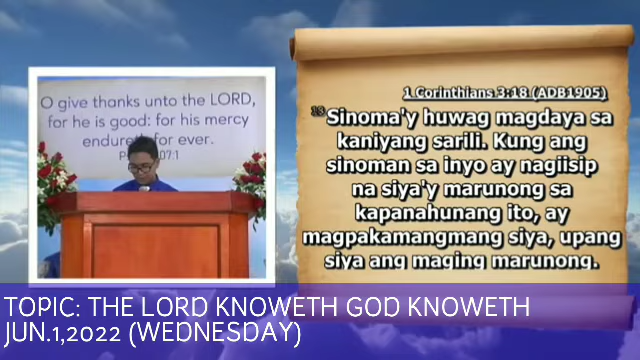 O give thanks unto the LORD,
for he is good: for his mercy
for ever.
1 Corinthians 3:18 (ADB1905)
18 Sinoma'y huwag magdaya sa
kaniyang sarili. Kung ang
sinoman sa inyo ay nagiisip
na siya'y marunong sa
kapanahunang ito, ay
magpakamangmang siya, upang
siya ang maging marunong.
TOPIC: THE LORD KNOWETH GOD KNOWETH
JUN.1,2022 (WEDNESDAY)